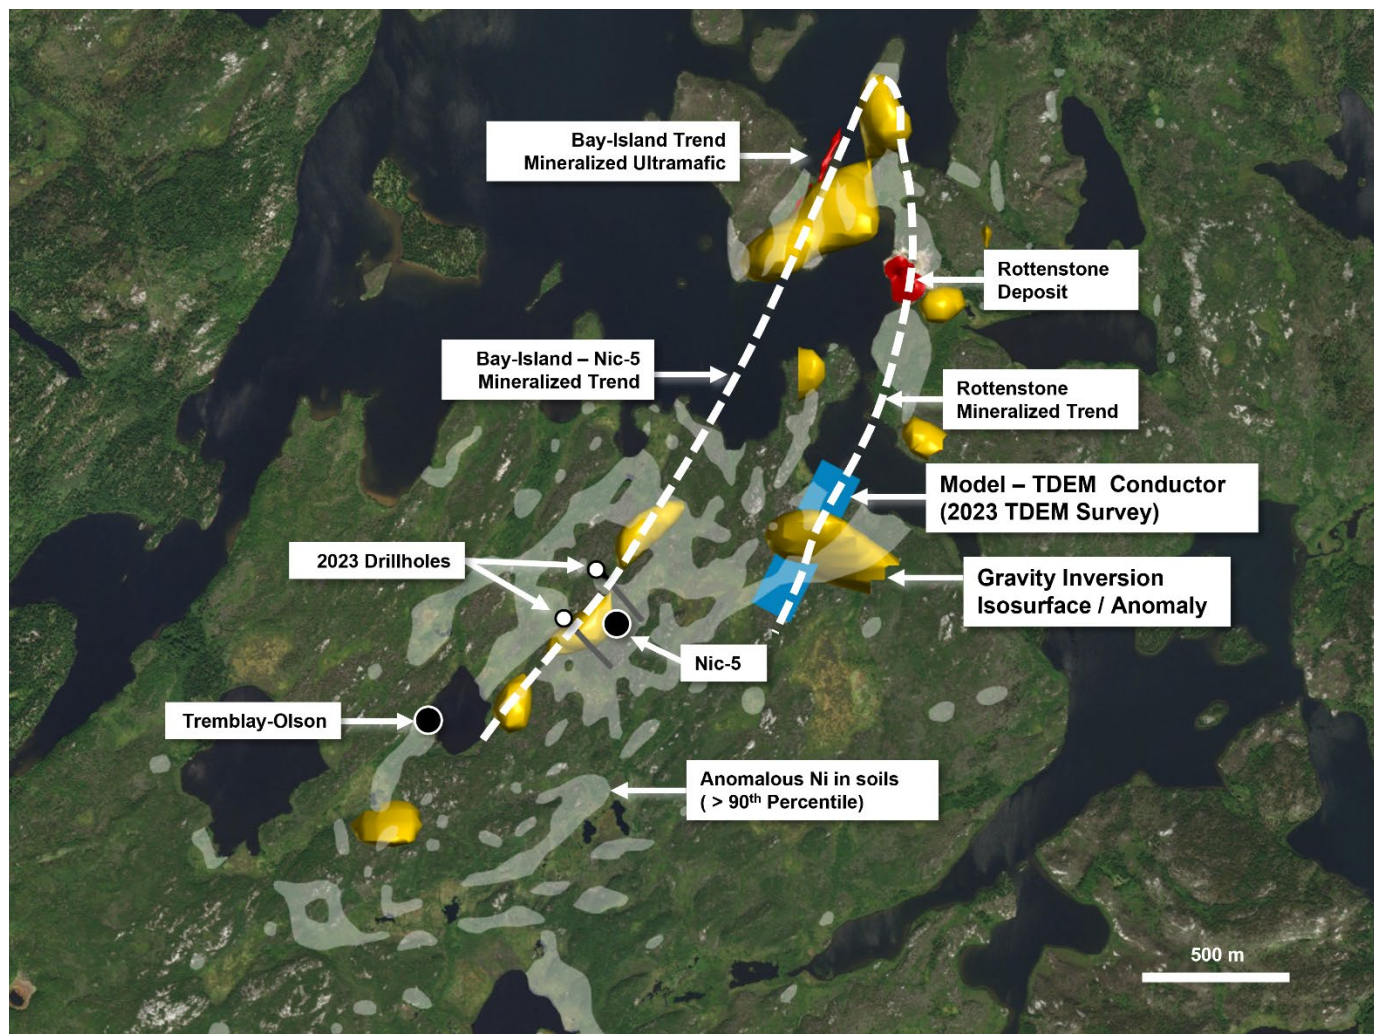 Bay-Island Trend
Mineralized Ultramafic
Rottenstone
Deposit
Bay-Island – Nic-5
Mineralized Trend
Rottenstone
Mineralized Trend
Model – TDEM Conductor
(2023 TDEM Survey)
2023 Drillholes
Gravity Inversion
Isosurface / Anomaly
Nic-5
Tremblay-Olson
Anomalous Ni in soils
( > 90th Percentile)
500 m